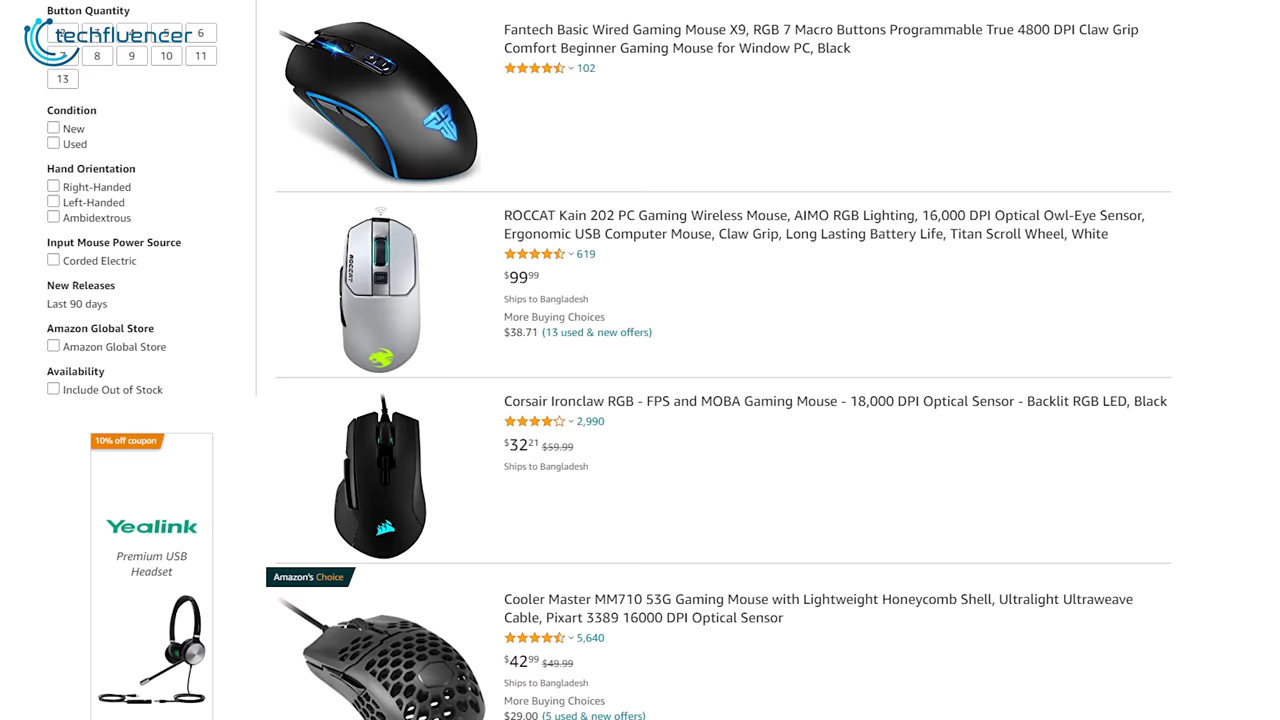 Button Quantity
techfluencer
2 3 4 5 6
7 8 9 10 11
13
Condition
New
Used
Hand Orientation
Right-Handed
Left-Handed
Ambidextrous
Input Mouse Power Source
Corded Electric
New Releases
Last 90 days
Amazon Global Store
Amazon Global Store
Availability
Include Out of Stock
10% off coupon
Yealink
Premium USB
Headset
Fantech Basic Wired Gaming Mouse X9, RGB 7 Macro Buttons Programmable True 4800 DPI Claw Grip
Comfort Beginner Gaming Mouse for Window PC, Black
102
ROCCAT
ROCCAT Kain 202 PC Gaming Wireless Mouse, AIMO RGB Lighting, 16,000 DPI Optical Owl-Eye Sensor,
Ergonomic USB Computer Mouse, Claw Grip, Long Lasting Battery Life, Titan Scroll Wheel, White
619
$9999
Ships to Bangladesh
More Buying Choices
$38.71 (13 used & new offers)
Corsair Ironclaw RGB - FPS and MOBA Gaming Mouse - 18,000 DPI Optical Sensor - Backlit RGB LED, Black
2,990
$3221 $59.99
Ships to Bangladesh
Amazon's Choice
Cooler Master MM710 53G Gaming Mouse with Lightweight Honeycomb Shell, Ultralight Ultraweave
Cable, Pixart 3389 16000 DPI Optical Sensor
5,640
$4299 $49.99
Ships to Bangladesh
More Buying Choices
$29.00 (5 used & new offers)